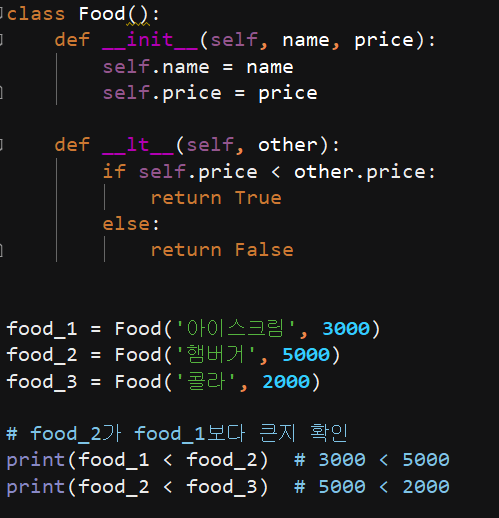 class Food():
    def __init__(self, name, price):
        self.name = name
        self.price = price

    def __lt__(self, other):
        if self.price < other.price:
            return True
        else:
            return False


food_1 = Food('아이스크림', 3000)
food_2 = Food('햄버거', 5000)
food_3 = Food('콜라', 2000)

# food_2가 food_1보다 큰지 확인
print(food_1 < food_2)  # 3000 < 5000
print(food_2 < food_3)  # 5000 < 2000